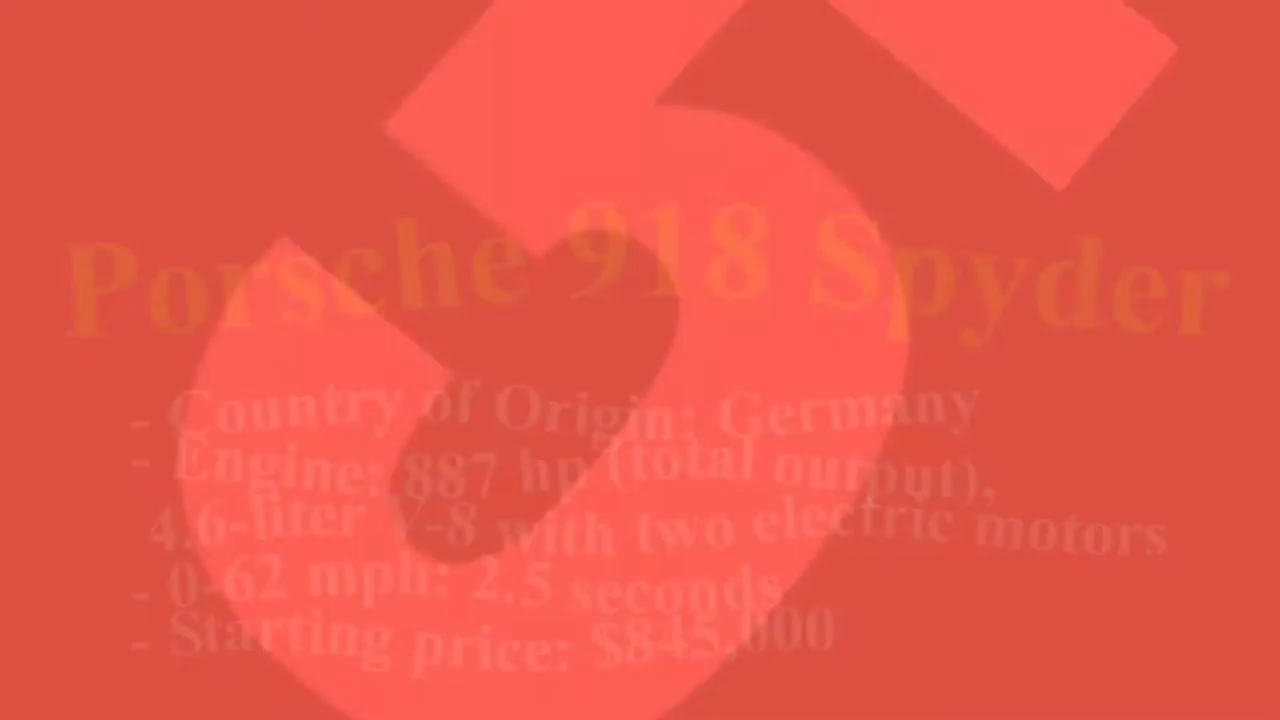 5
Porsche 918 Spyder
- Country of Origin: Germany
- Engine: 887 hp (total output),
4.6-liter V-8 with two electric motors
- 0-62 mph: 2.5 seconds
- Starting price: $845,000